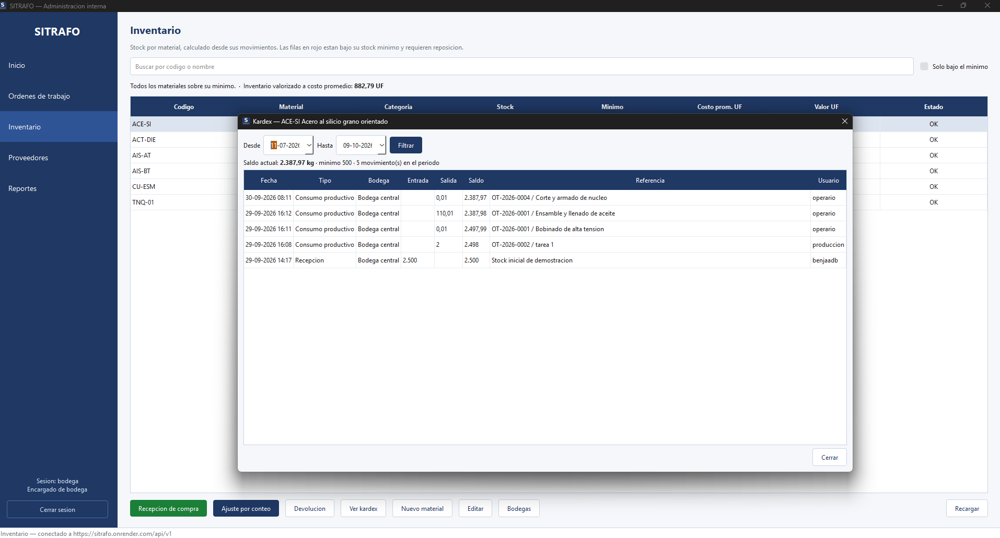 SITRAFO — Administracion interna
SITRAFO
Inicio
Ordenes de trabajo
Inventario
Proveedores
Reportes
Sesion: bodega
Encargado de bodega
Cerrar sesion
Inventario
Stock por material, calculado desde sus movimientos. Las filas en rojo estan bajo su stock minimo y requieren reposicion.
Buscar por codigo o nombre
Solo bajo el minimo
Todos los materiales sobre su minimo. · Inventario valorizado a costo promedio: 882,79 UF
Codigo Material Categoria Stock Minimo Costo prom. UF Valor UF Estado
ACE-SI OK
ACT-DIE OK
AIS-AT OK
AIS-BT OK
CU-ESM OK
TNQ-01 OK
Kardex — ACE-SI Acero al silicio grano orientado
Desde 11-07-2026 Hasta 09-10-2026 Filtrar
Saldo actual: 2.387,97 kg · minimo 500 · 5 movimiento(s) en el periodo
Fecha Tipo Bodega Entrada Salida Saldo Referencia Usuario
30-09-2026 08:11 Consumo productivo Bodega central 0,01 2.387,97 OT-2026-0004 / Corte y armado de nucleo operario
29-09-2026 16:12 Consumo productivo Bodega central 110,01 2.387,98 OT-2026-0001 / Ensamble y llenado de aceite operario
29-09-2026 16:11 Consumo productivo Bodega central 0,01 2.497,99 OT-2026-0001 / Bobinado de alta tension operario
29-09-2026 16:08 Consumo productivo Bodega central 2 2.498 OT-2026-0002 / tarea 1 produccion
29-09-2026 14:17 Recepcion Bodega central 2.500 2.500 Stock inicial de demostracion benjaadb
Cerrar
Recepcion de compra Ajuste por conteo Devolucion Ver kardex Nuevo material Editar Bodegas Recargar
Inventario — conectado a https://sitrafo.onrender.com/api/v1